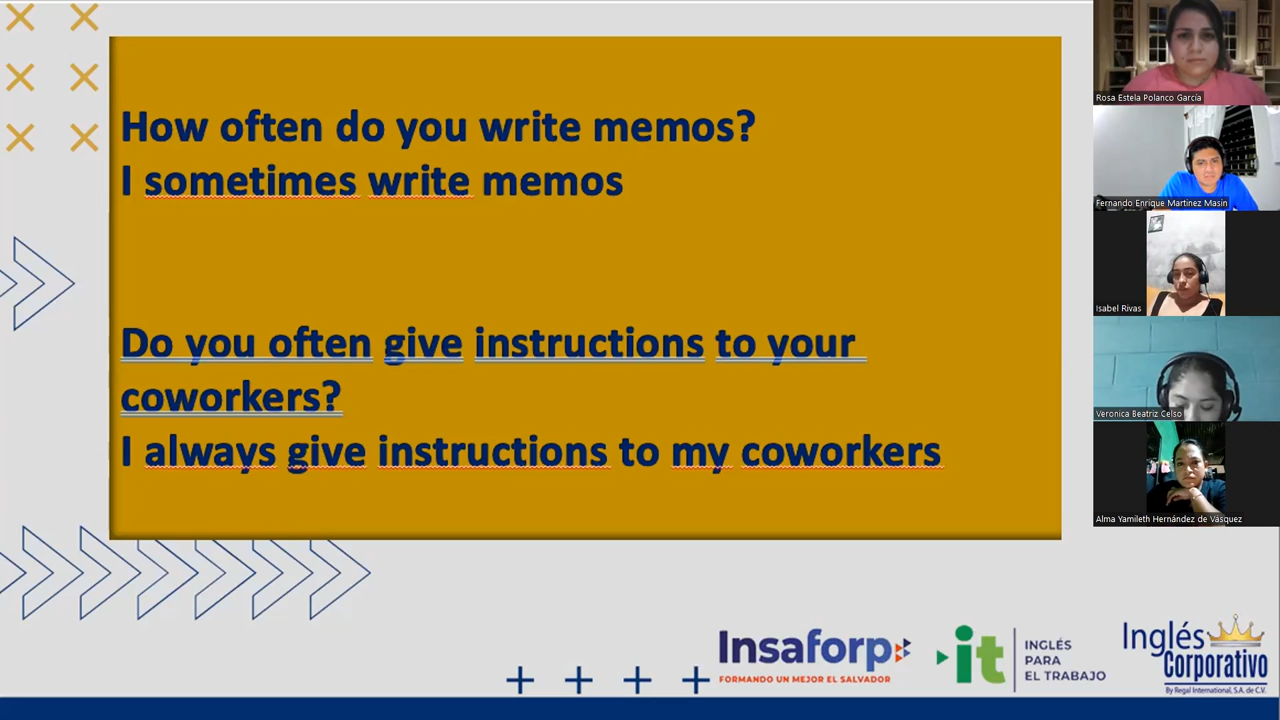 How often do you write memos?
I sometimes write memos
Do you often give instructions to your
coworkers?
I always give instructions to my coworkers
Rosa Estela Polanco García
Fernando Enrique Martinez Masin
Isabel Rivas
Veronica Beatriz Celso
Alma Yamileth Hernández de Vásquez
Insaforp
FORMANDO UN MEJOR EL SALVADOR
it
INGLÉS
PARA
EL TRABAJO
Inglés
Corporativo
By Regal International, S.A. de C.V.